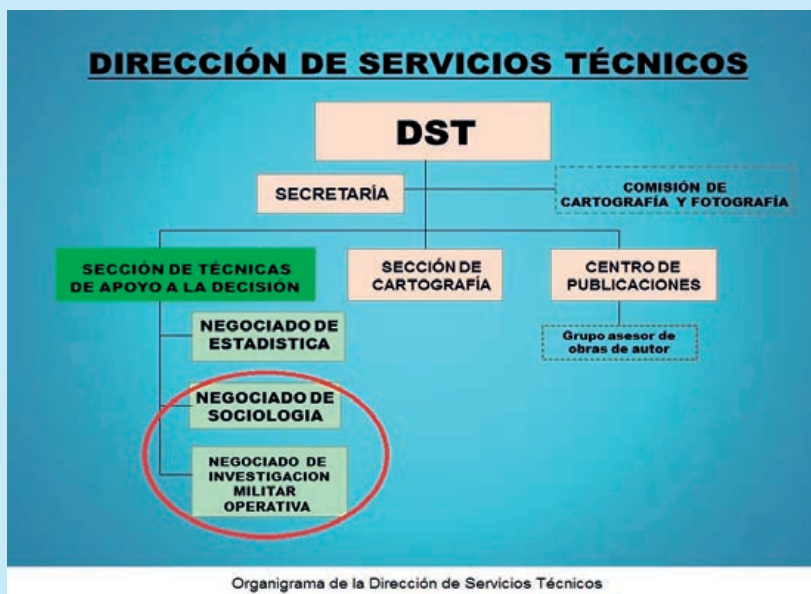 DIRECCIÓN DE SERVICIOS TÉCNICOS
DST
SECRETARÍA
COMISIÓN DE
CARTOGRAFÍA Y FOTOGRAFÍA
SECCIÓN DE TÉCNICAS
DE APOYO A LA DECISIÓN
SECCIÓN DE
CARTOGRAFÍA
CENTRO DE
PUBLICACIONES
NEGOCIADO DE
ESTADISTICA
Grupo asesor de
obras de autor
NEGOCIADO DE
SOCIOLOGIA
NEGOCIADO DE
INVESTIGACION
MILITAR
OPERATIVA
Organigrama de la Dirección de Servicios Técnicos